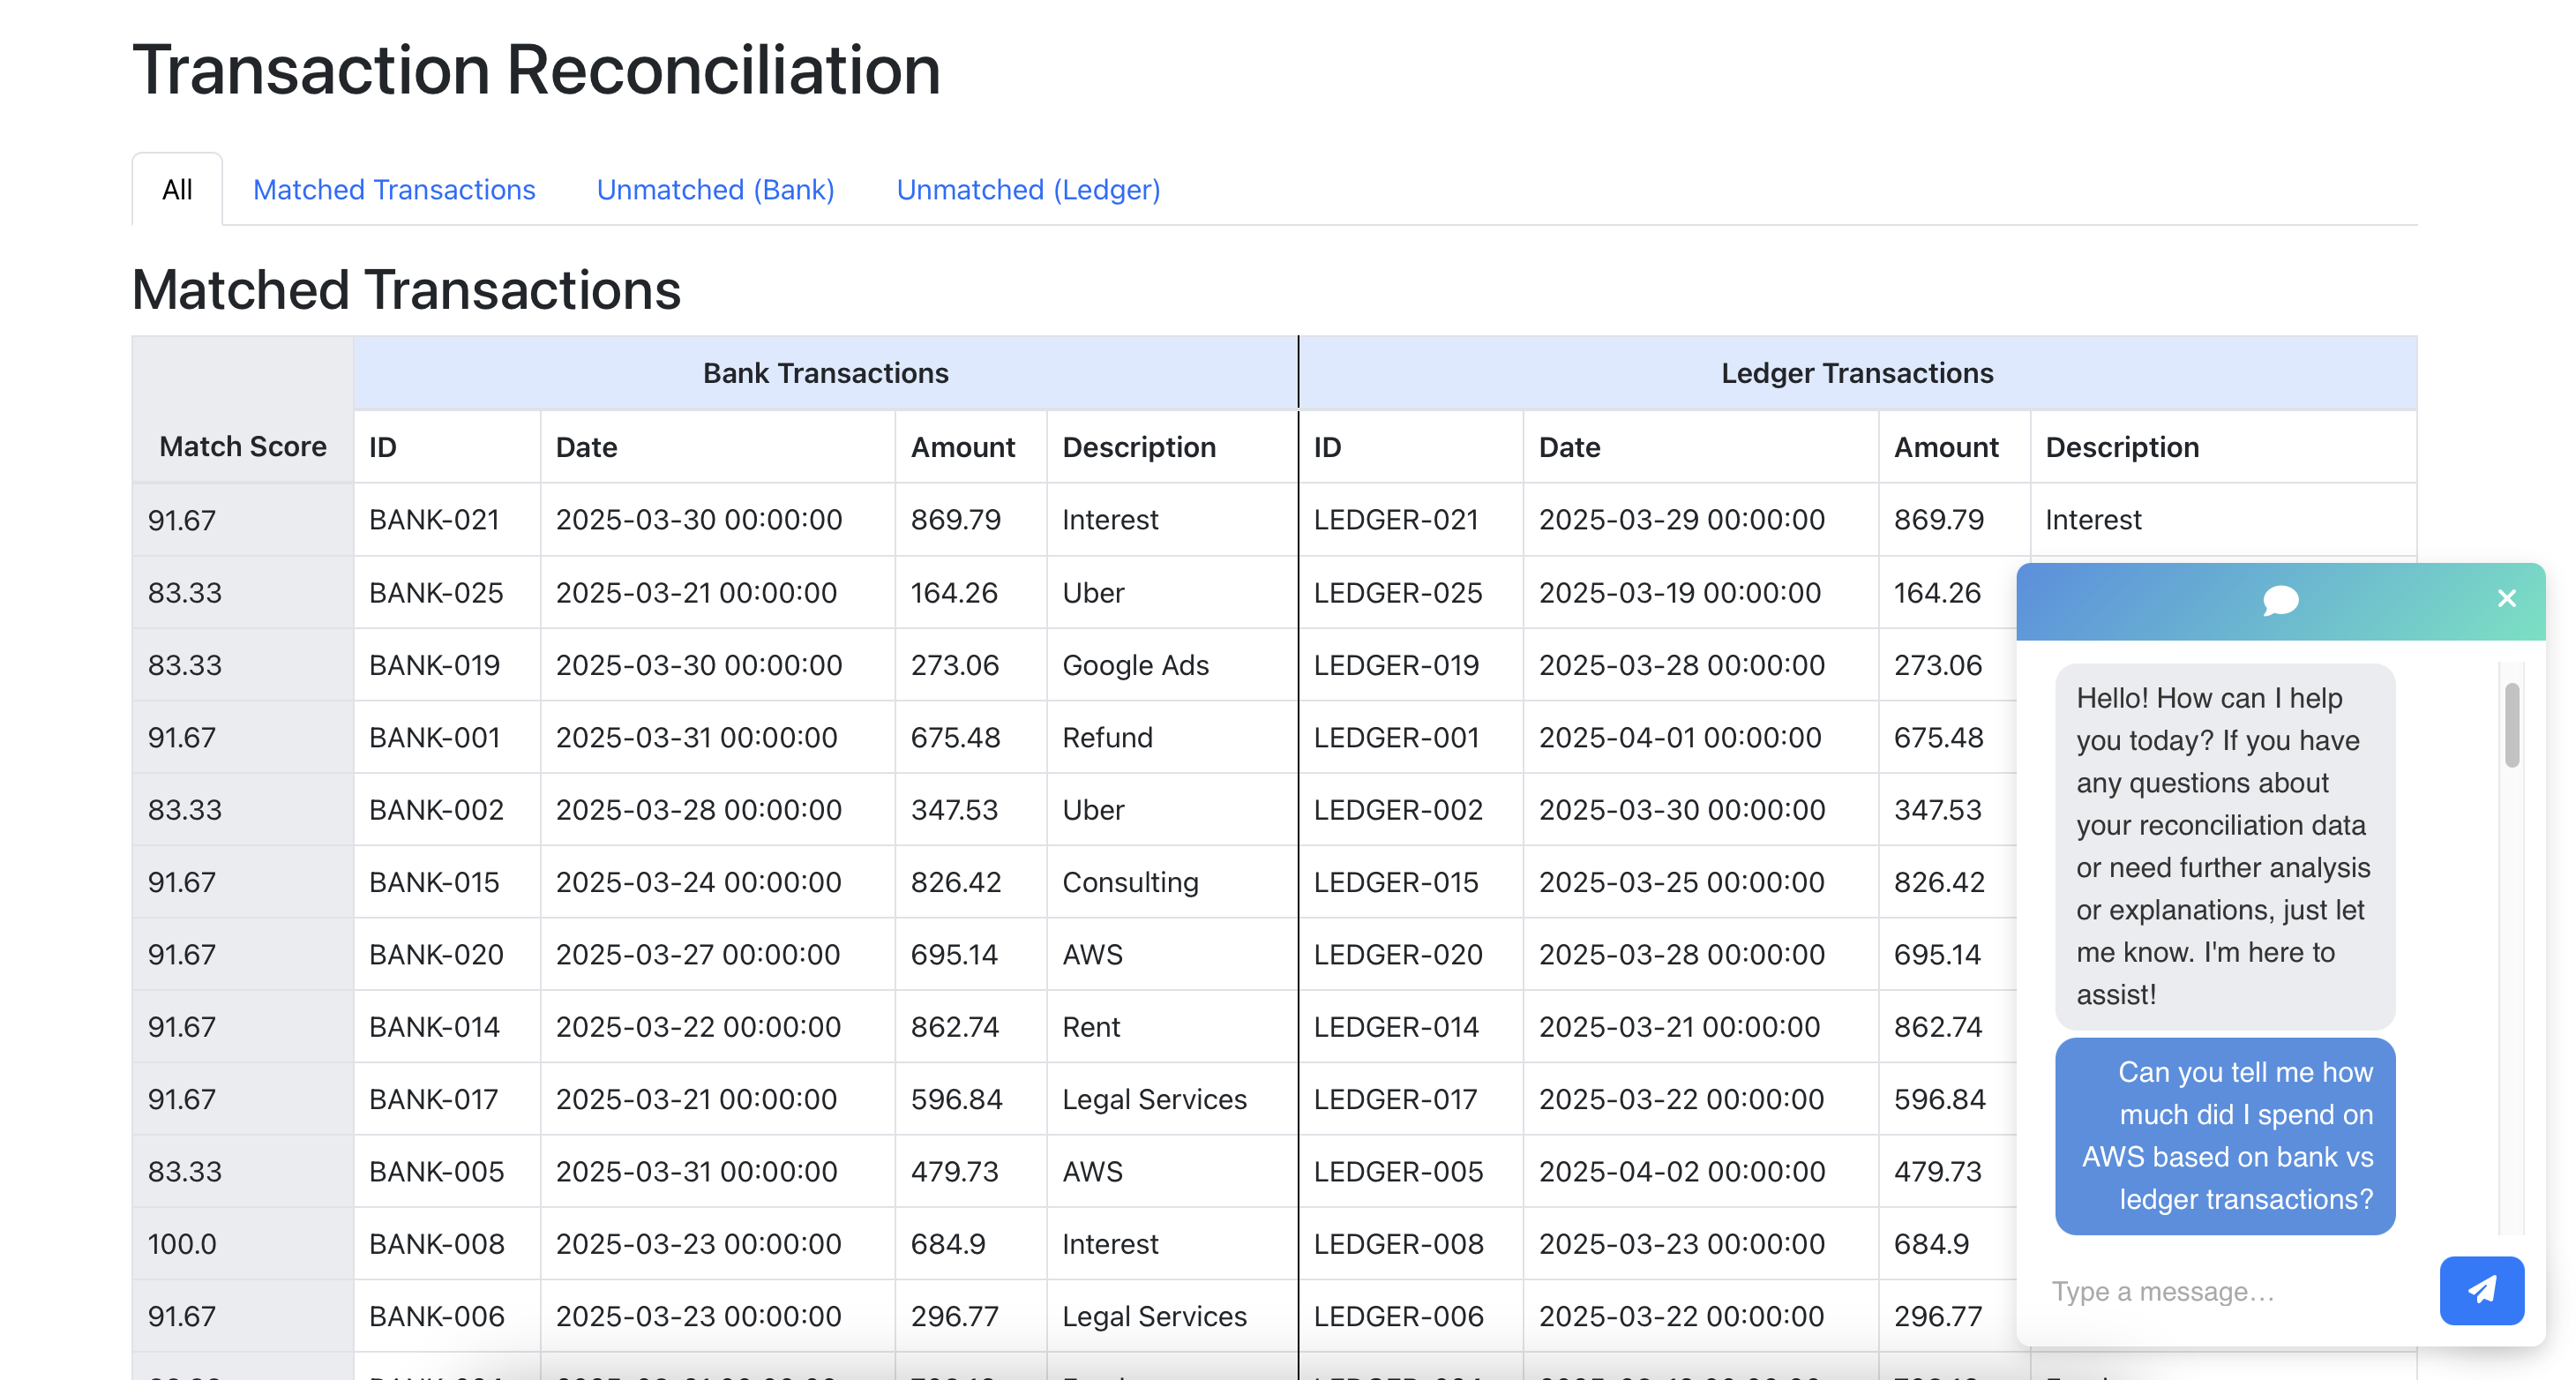 Transaction Reconciliation
All Matched Transactions Unmatched (Bank) Unmatched (Ledger)
Matched Transactions
Bank Transactions Ledger Transactions
Match Score ID Date Amount Description ID Date Amount Description
91.67 BANK-021 2025-03-30 00:00:00 869.79 Interest LEDGER-021 2025-03-29 00:00:00 869.79 Interest
83.33 BANK-025 2025-03-21 00:00:00 164.26 Uber LEDGER-025 2025-03-19 00:00:00 164.26
83.33 BANK-019 2025-03-30 00:00:00 273.06 Google Ads LEDGER-019 2025-03-28 00:00:00 273.06
91.67 BANK-001 2025-03-31 00:00:00 675.48 Refund LEDGER-001 2025-04-01 00:00:00 675.48
83.33 BANK-002 2025-03-28 00:00:00 347.53 Uber LEDGER-002 2025-03-30 00:00:00 347.53
91.67 BANK-015 2025-03-24 00:00:00 826.42 Consulting LEDGER-015 2025-03-25 00:00:00 826.42
91.67 BANK-020 2025-03-27 00:00:00 695.14 AWS LEDGER-020 2025-03-28 00:00:00 695.14
91.67 BANK-014 2025-03-22 00:00:00 862.74 Rent LEDGER-014 2025-03-21 00:00:00 862.74
91.67 BANK-017 2025-03-21 00:00:00 596.84 Legal Services LEDGER-017 2025-03-22 00:00:00 596.84
83.33 BANK-005 2025-03-31 00:00:00 479.73 AWS LEDGER-005 2025-04-02 00:00:00 479.73
100.0 BANK-008 2025-03-23 00:00:00 684.9 Interest LEDGER-008 2025-03-23 00:00:00 684.9
91.67 BANK-006 2025-03-23 00:00:00 296.77 Legal Services LEDGER-006 2025-03-22 00:00:00 296.77
Hello! How can I help
you today? If you have
any questions about
your reconciliation data
or need further analysis
or explanations, just let
me know. I'm here to
assist!
Can you tell me how
much did I spend on
AWS based on bank vs
ledger transactions?
Type a message...